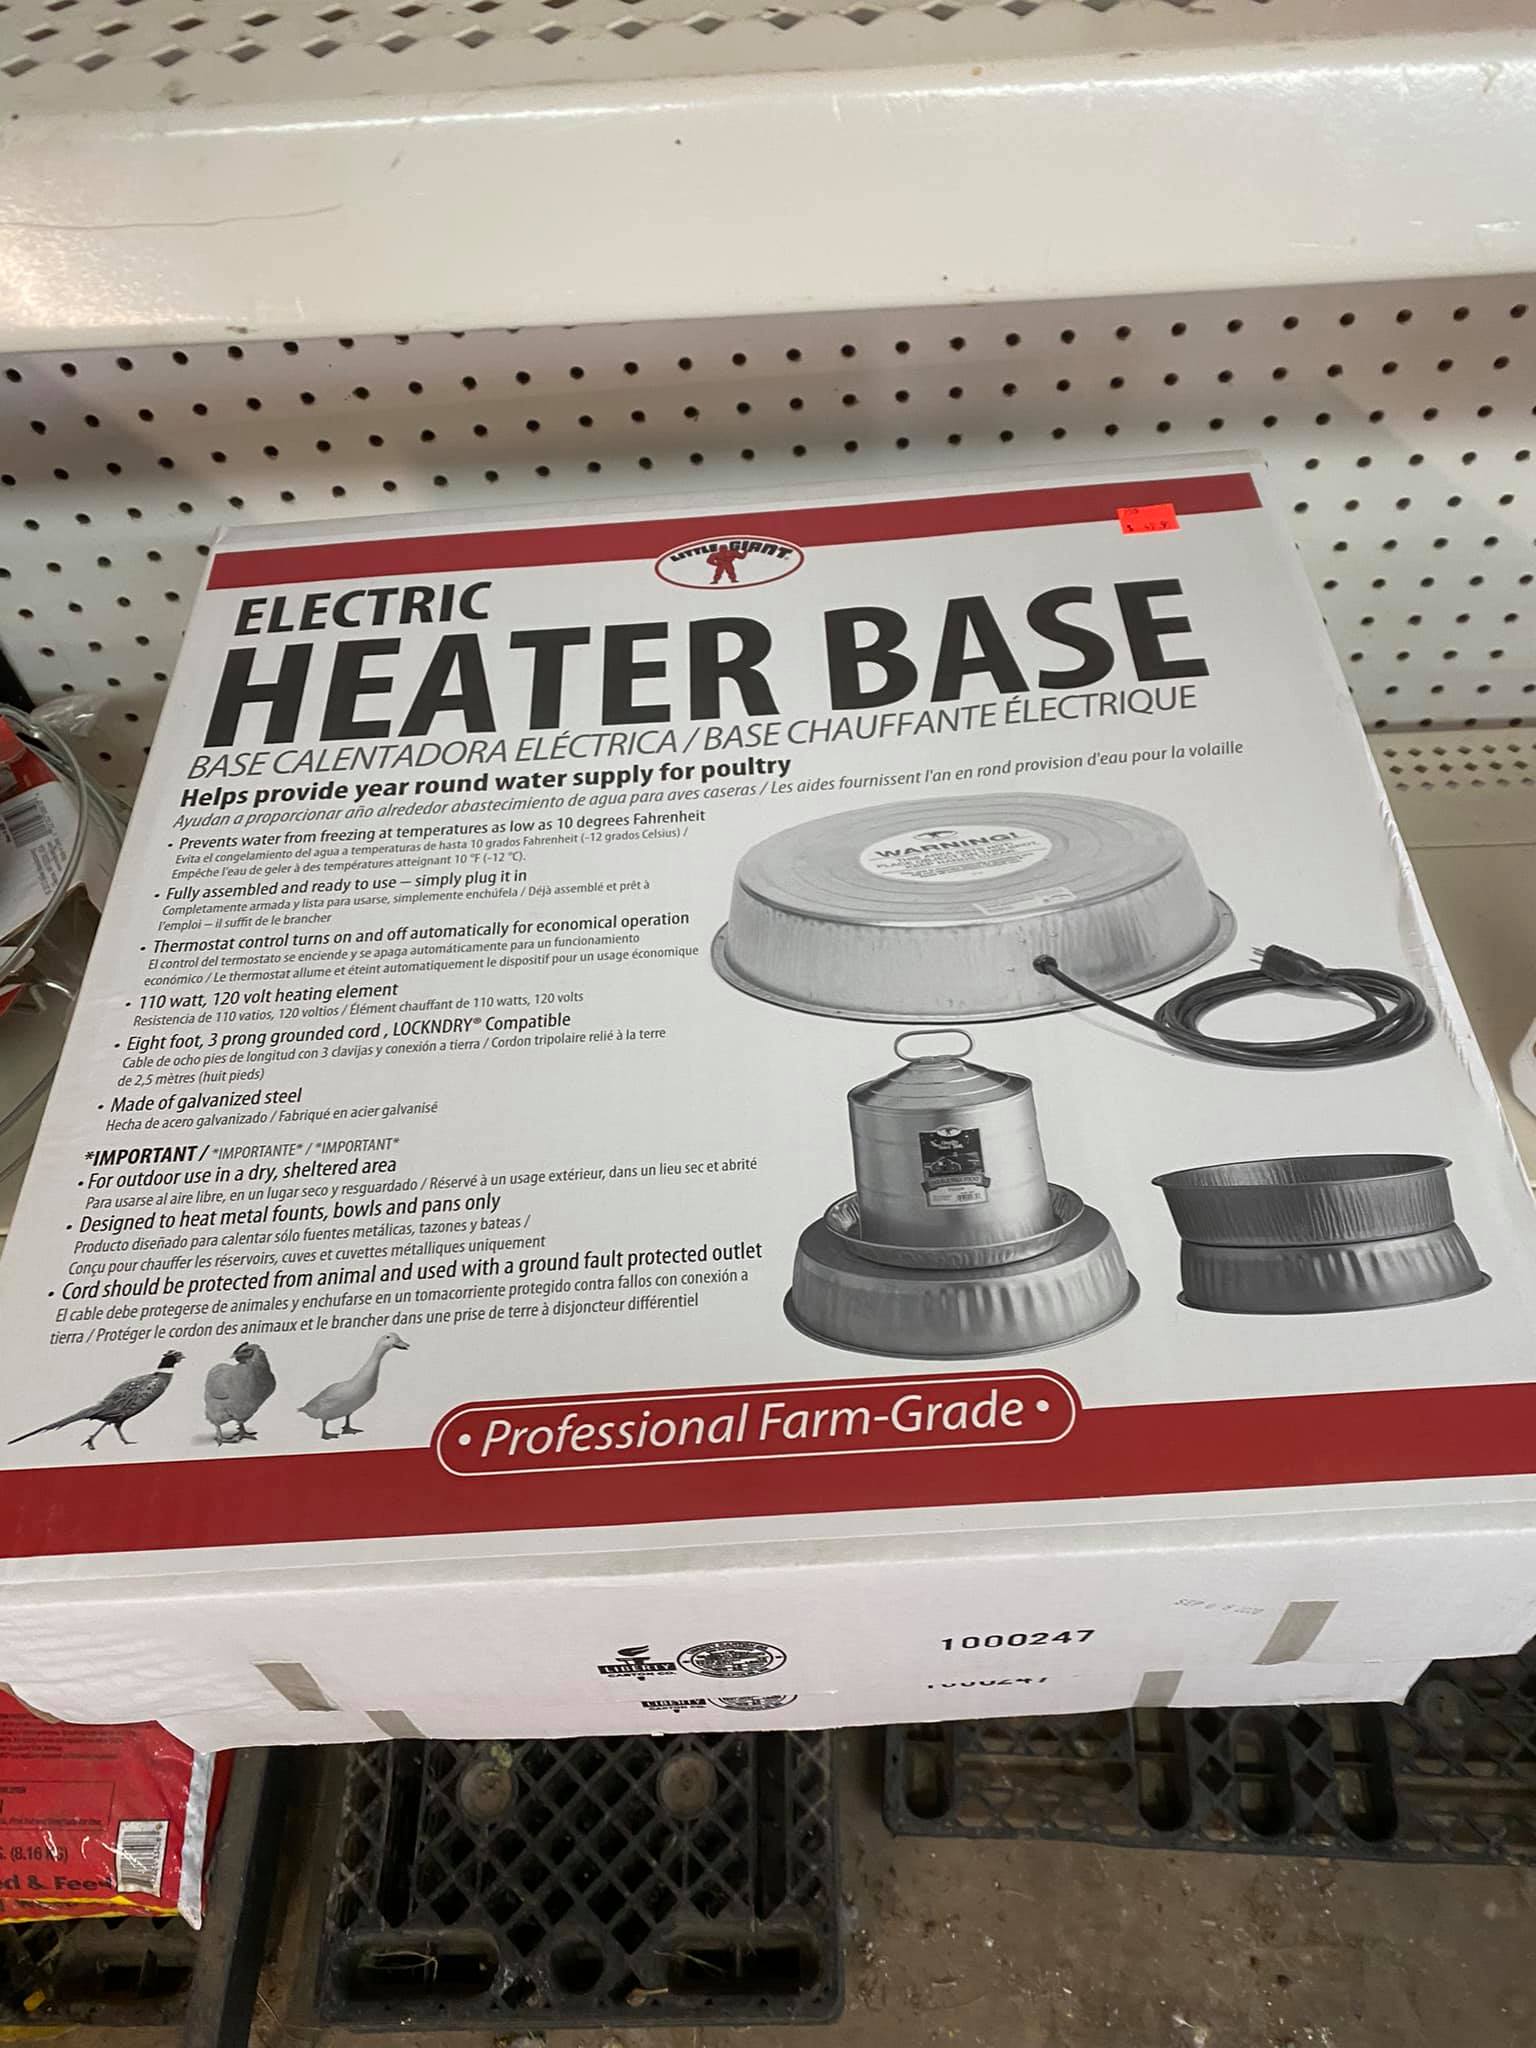 LITTLE GIANT
ELECTRIC
HEATER BASE
BASE CALENTADORA ELÉCTRICA / BASE CHAUFFANTE ÉLECTRIQUE
Helps provide year round water supply for poultry
Ayudan a proporcionar año alrededor abastecimiento de agua para aves caseras / Les aides fournissent l'an en rond provision d'eau pour la volaille
• Prevents water from freezing at temperatures as low as 10 degrees Fahrenheit
Evita el congelamiento del agua a temperaturas de hasta 10 grados Fahrenheit (-12 grados Celsius) /
Empêche l'eau de geler à des températures atteignant 10 °F (-12 °C).
• Fully assembled and ready to use – simply plug it in
Completamente armada y lista para usarse, simplemente enchúfela / Déjà assemblé et prêt à
l'emploi – il suffit de le brancher
• Thermostat control turns on and off automatically for economical operation
El control del termostato se enciende y se apaga automáticamente para un funcionamiento
económico / Le thermostat allume et éteint automatiquement le dispositif pour un usage économique
• 110 watt, 120 volt heating element
Resistencia de 110 vatios, 120 voltios / Élément chauffant de 110 watts, 120 volts
• Eight foot, 3 prong grounded cord , LOCKNDRY® Compatible
Cable de ocho pies de longitud con 3 clavijas y conexión a tierra / Cordon tripolaire relié à la terre
de 2,5 mètres (huit pieds)
• Made of galvanized steel
Hecha de acero galvanizado / Fabriqué en acier galvanisé
*IMPORTANT / *IMPORTANTE* / *IMPORTANT*
• For outdoor use in a dry, sheltered area
Para usarse al aire libre, en un lugar seco y resguardado / Réservé à un usage extérieur, dans un lieu sec et abrité
• Designed to heat metal founts, bowls and pans only
Producto diseñado para calentar sólo fuentes metálicas, tazones y bateas /
Conçu pour chauffer les réservoirs, cuves et cuvettes métalliques uniquement
• Cord should be protected from animal and used with a ground fault protected outlet
El cable debe protegerse de animales y enchufarse en un tomacorriente protegido contra fallos con conexión a
tierra / Protéger le cordon des animaux et le brancher dans une prise de terre à disjoncteur différentiel
WARNING!
• Professional Farm-Grade •
LIBERTY
CARTON CO.
1000247
LIBERTY
1000247
(8.16 KG)
& Feed